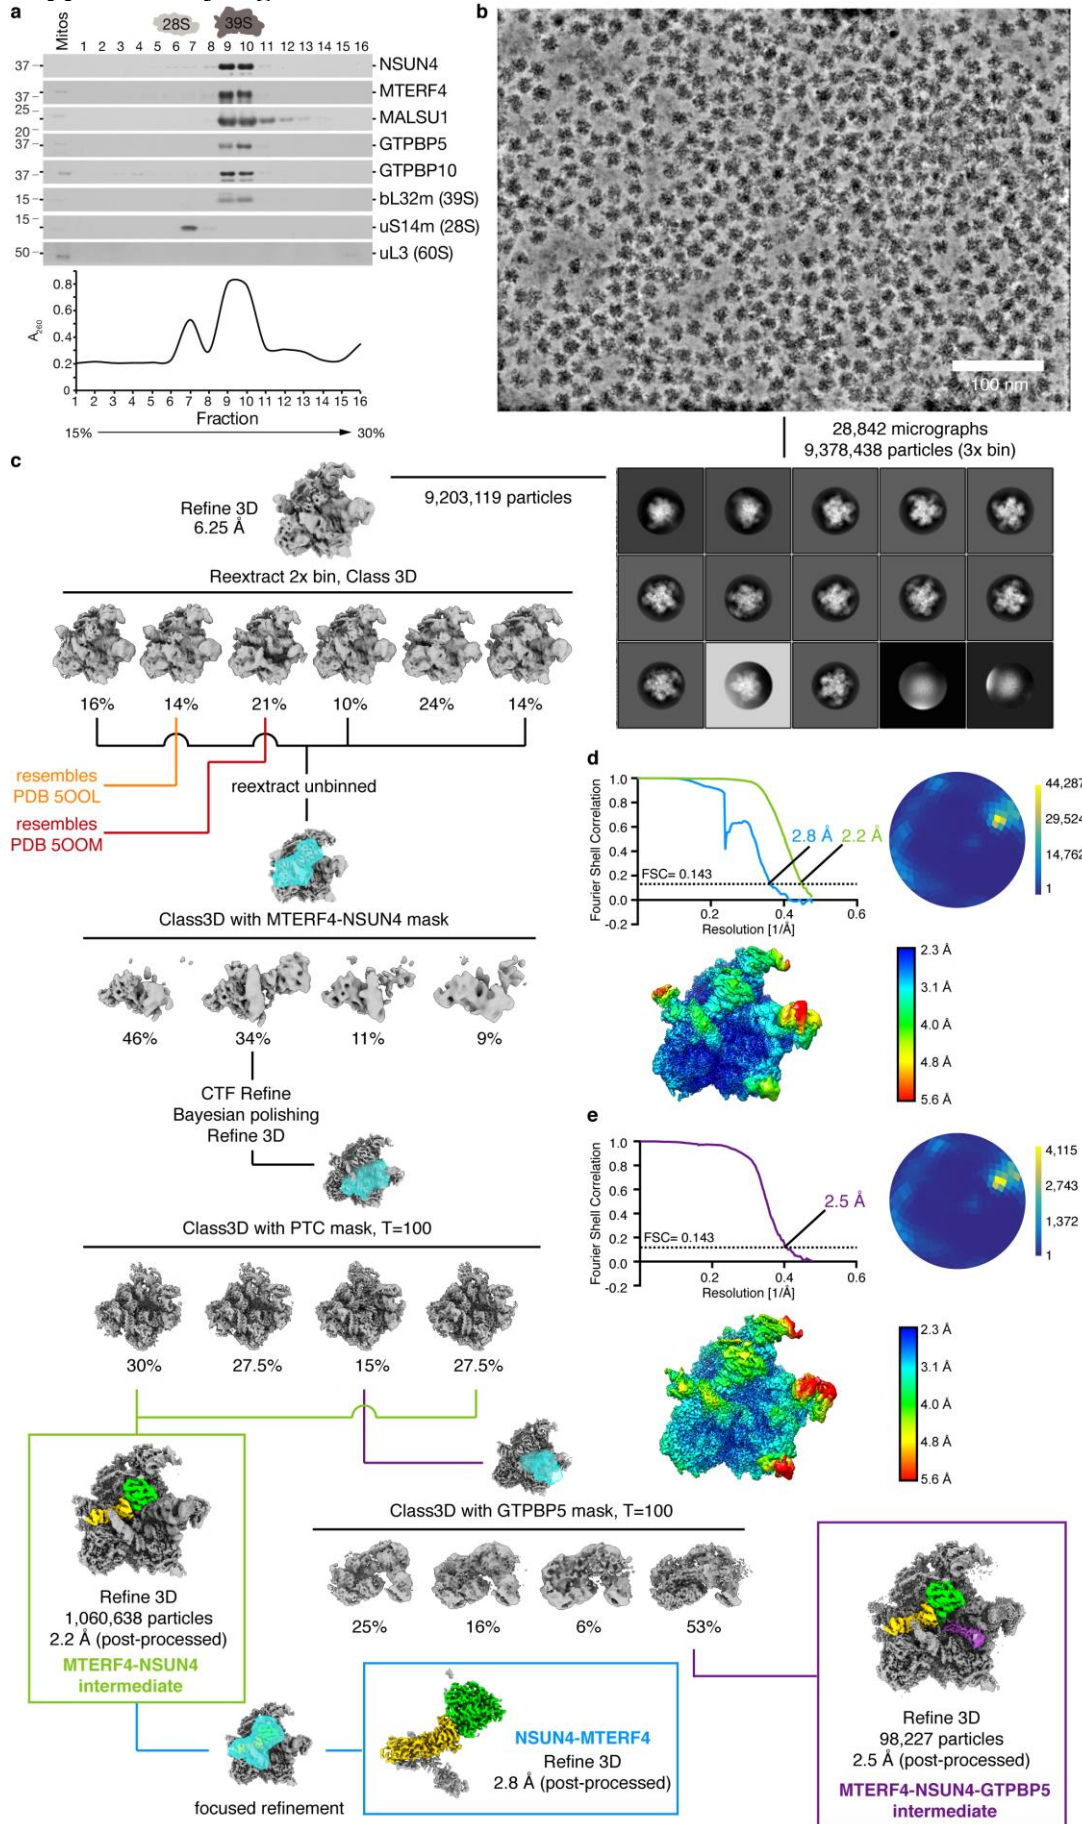 a
28S
39S
Mitos
1 2 3 4 5 6 7 8 9 10 11 12 13 14 15 16
37
NSUN4
37
MTERF4
25
MALSU1
20
37
GTPBP5
37
GTPBP10
15
bL32m (39S)
15
uS14m (28S)
50
uL3 (60S)
0.8
0.6
0.4
0.2
0
A260
1 2 3 4 5 6 7 8 9 10 11 12 13 14 15 16
Fraction
15% 30%
b
100 nm
28,842 micrographs
9,378,438 particles (3x bin)
c
9,203,119 particles
Refine 3D
6.25 Å
Reextract 2x bin, Class 3D
16% 14% 21% 10% 24% 14%
resembles
PDB 5OOL
reextract unbinned
resembles
PDB 5OOM
Class3D with MTERF4-NSUN4 mask
46% 34% 11% 9%
CTF Refine
Bayesian polishing
Refine 3D
Class3D with PTC mask, T=100
30% 27.5% 15% 27.5%
Refine 3D
1,060,638 particles
2.2 Å (post-processed)
MTERF4-NSUN4
intermediate
Class3D with GTPBP5 mask, T=100
25% 16% 6% 53%
focused refinement
NSUN4-MTERF4
Refine 3D
2.8 Å (post-processed)
Refine 3D
98,227 particles
2.5 Å (post-processed)
MTERF4-NSUN4-GTPBP5
intermediate
d
Fourier Shell Correlation
1.0
0.8
0.6
0.4
0.2
0.0
-0.2
2.8 Å 2.2 Å
FSC= 0.143
0.2 0.4 0.6
Resolution [1/Å]
44,287
29,524
14,762
1
2.3 Å
3.1 Å
4.0 Å
4.8 Å
5.6 Å
e
Fourier Shell Correlation
1.0
0.8
0.6
0.4
0.2
0.0
-0.2
2.5 Å
FSC= 0.143
0.2 0.4 0.6
Resolution [1/Å]
4,115
2,743
1,372
1
2.3 Å
3.1 Å
4.0 Å
4.8 Å
5.6 Å